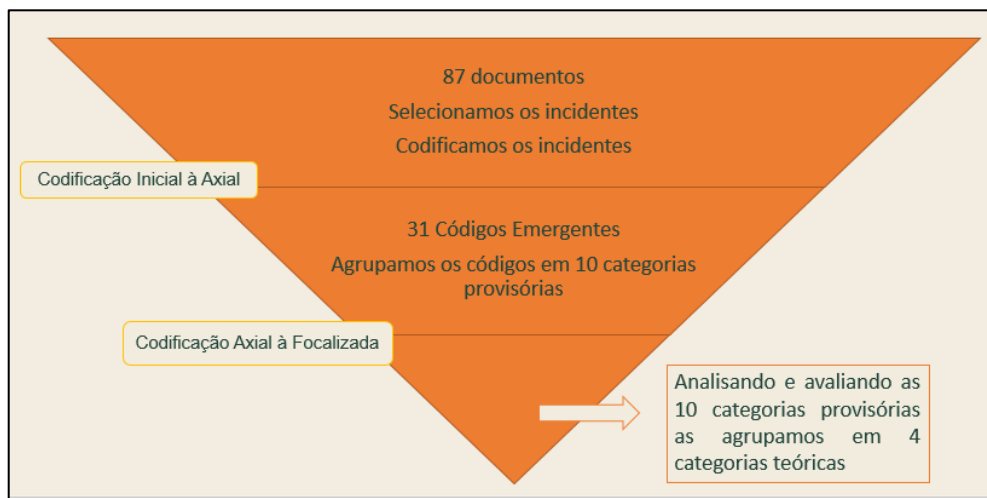 87 documentos
Selecionamos os incidentes
Codificamos os incidentes
Codificação Inicial à Axial
31 Códigos Emergentes
Agrupamos os códigos em 10 categorias
provisórias
Codificação Axial à Focalizada
Analisando e avaliando as
10 categorias provisórias
as agrupamos em 4
categorias teóricas